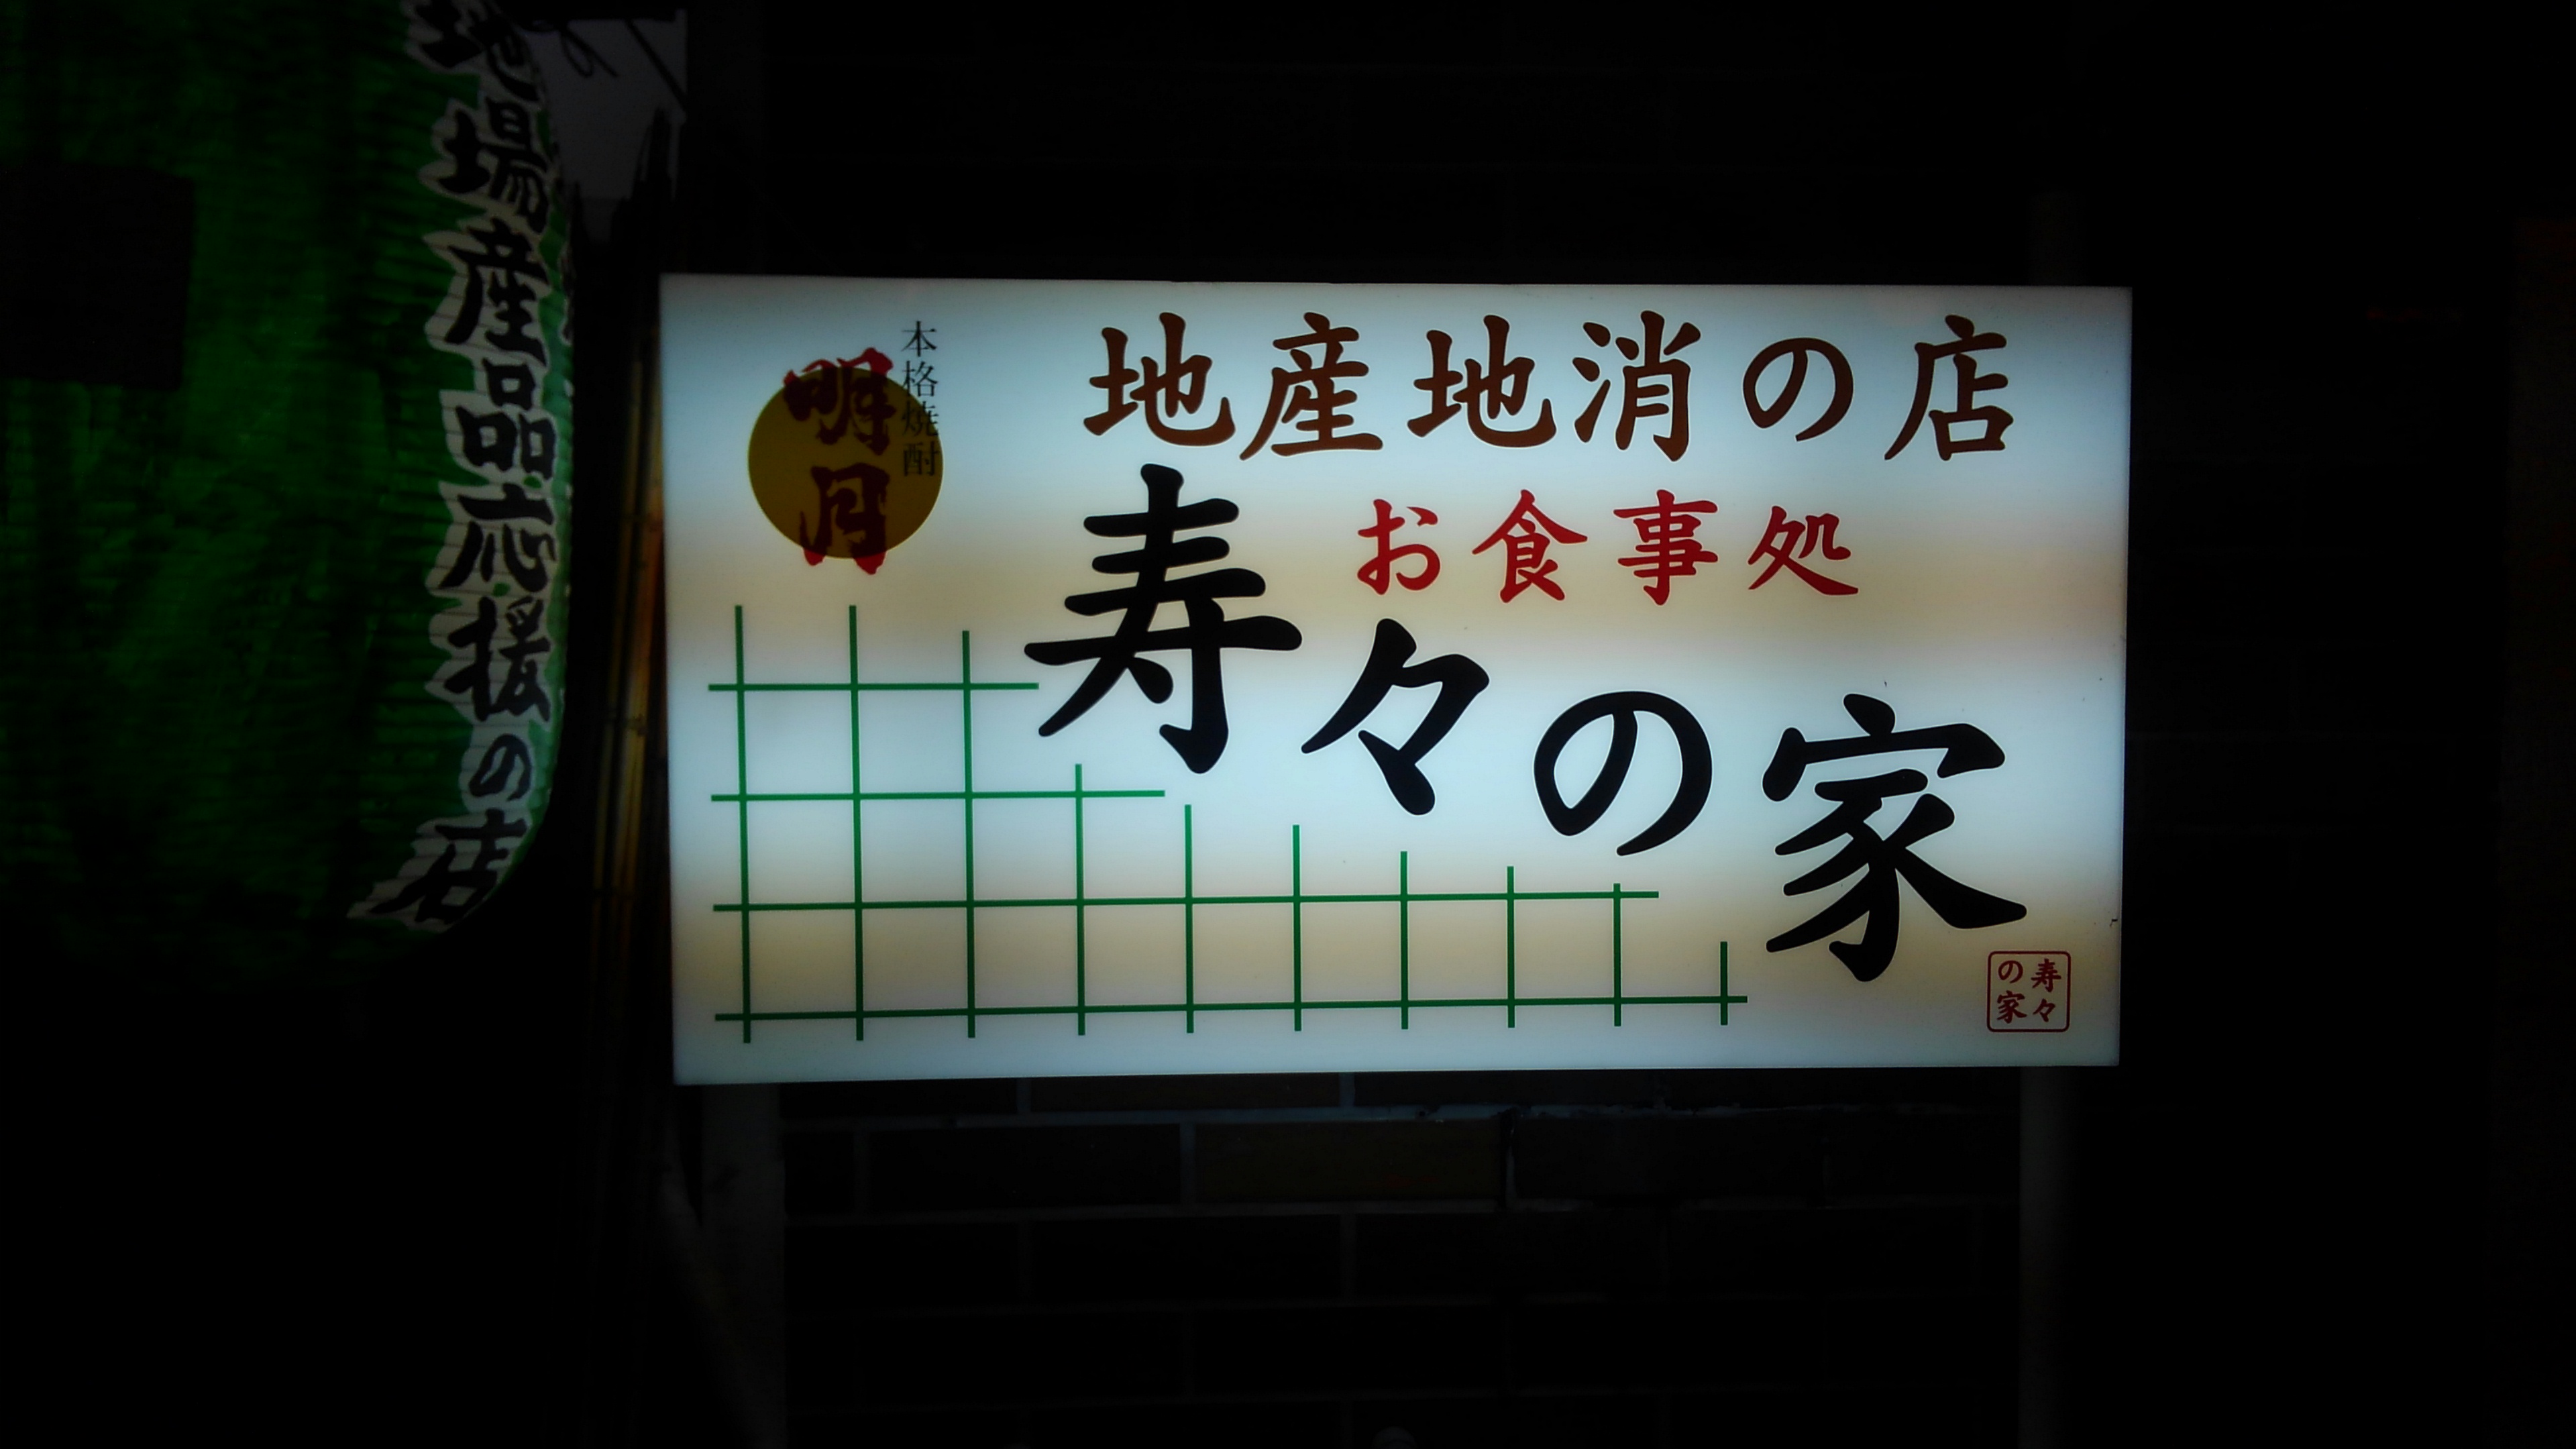 地場産品応援の店
本格焼酎
明月
地産地消の店
お食事処
寿々の家
寿々
の家